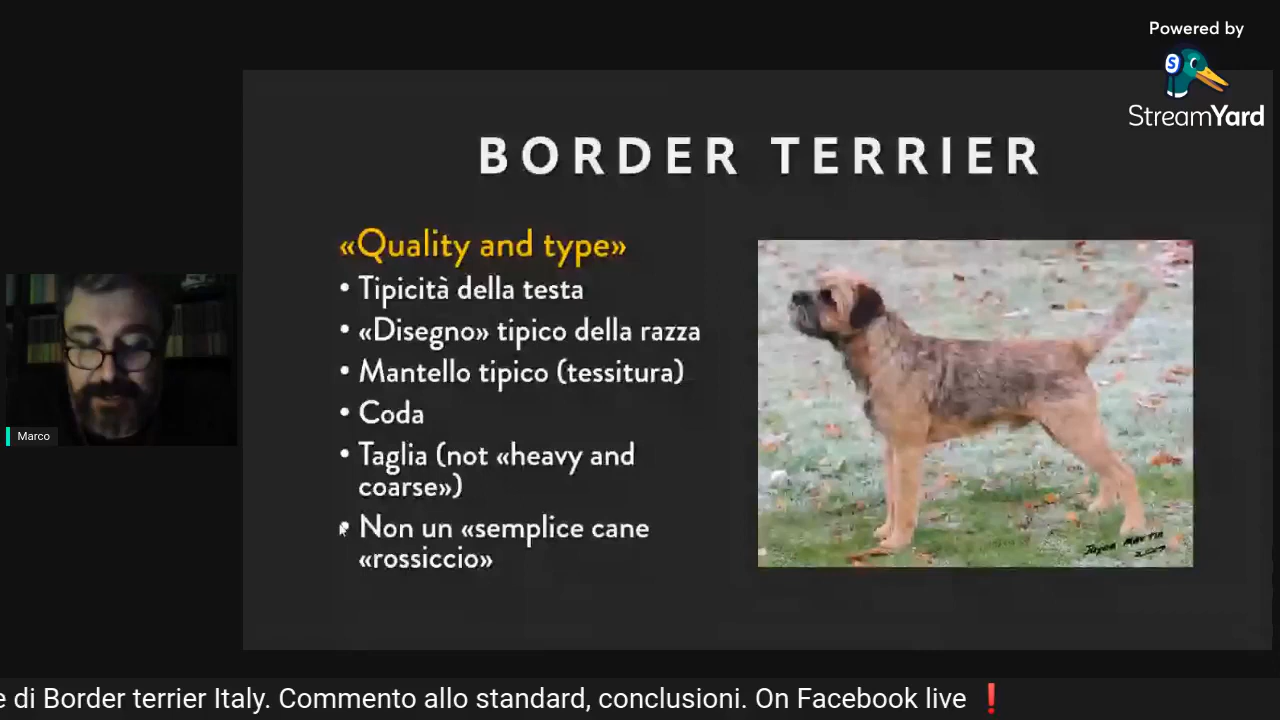 Powered by
StreamYard
BORDER TERRIER
«Quality and type»
• Tipicità della testa
• «Disegno» tipico della razza
• Mantello tipico (tessitura)
• Coda
• Taglia (not «heavy and
coarse»)
• Non un «semplice cane
«rossiccio»
Marco
e di Border terrier Italy. Commento allo standard, conclusioni. On Facebook live ❗